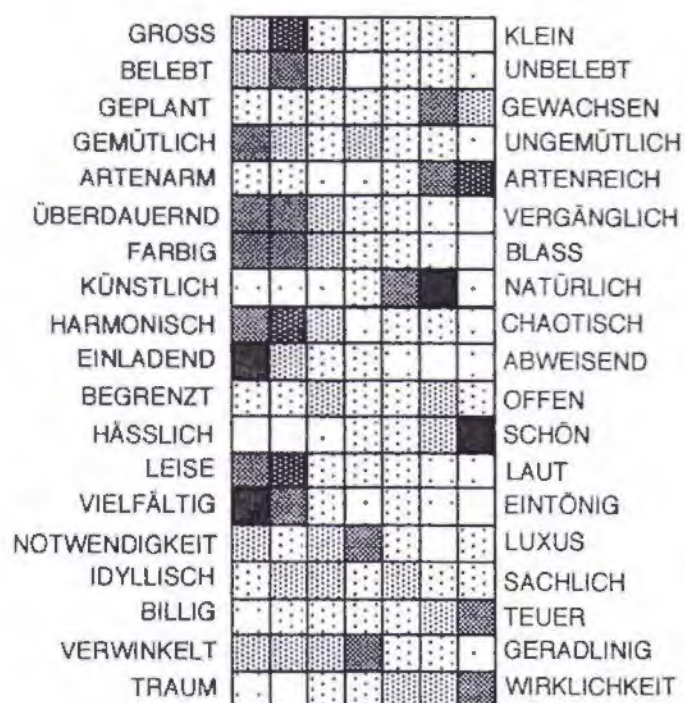 GROSS KLEIN
BELEBT UNBELEBT
GEPLANT GEWACHSEN
GEMÜTLICH UNGEMÜTLICH
ARTENARM ARTENREICH
ÜBERDAUERND VERGÄNGLICH
FARBIG BLASS
KÜNSTLICH NATÜRLICH
HARMONISCH CHAOTISCH
EINLADEND ABWEISEND
BEGRENZT OFFEN
HÄSSLICH SCHÖN
LEISE LAUT
VIELFÄLTIG EINTÖNIG
NOTWENDIGKEIT LUXUS
IDYLLISCH SACHLICH
BILLIG TEUER
VERWINKELT GERADLINIG
TRAUM WIRKLICHKEIT